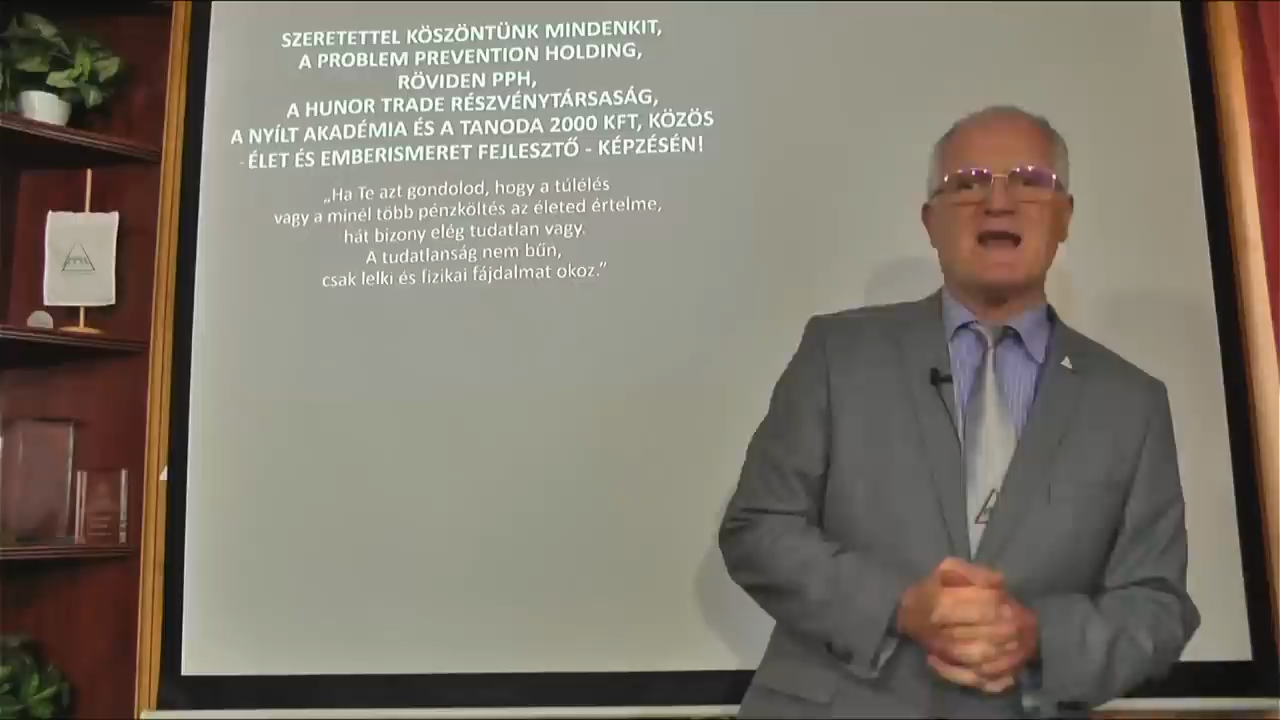 SZERETETTEL KÖSZÖNTÜNK MINDENKIT,
A PROBLEM PREVENTION HOLDING,
RÖVIDEN PPH,
A HUNOR TRADE RÉSZVÉNYTÁRSASÁG,
A NYÍLT AKADÉMIA ÉS A TANODA 2000 KFT, KÖZÖS
- ÉLET ÉS EMBERISMERET FEJLESZTŐ - KÉPZÉSÉN!
„Ha Te azt gondolod, hogy a túlélés
vagy a minél több pénzköltés az életed értelme,
hát bizony elég tudatlan vagy.
A tudatlanság nem bűn,
csak lelki és fizikai fájdalmat okoz.”